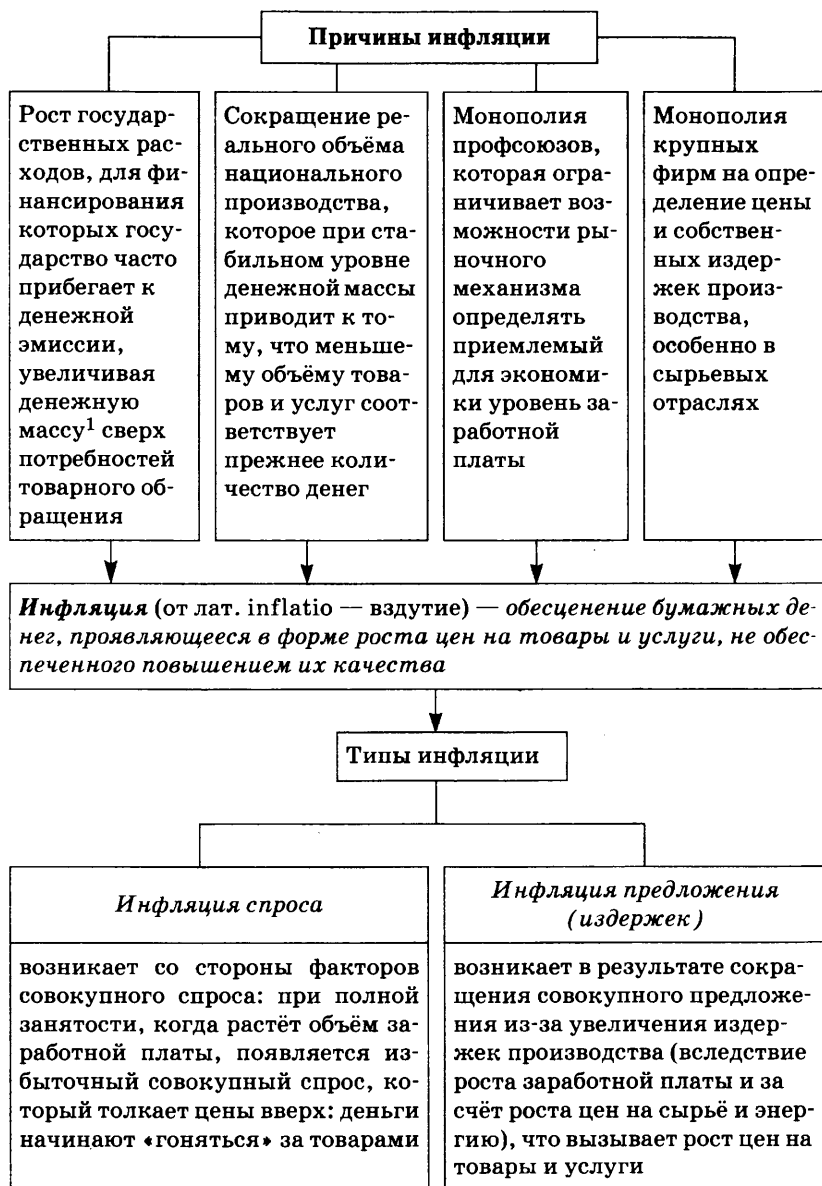 Причины инфляции
Рост государ-
ственных рас-
ходов, для фи-
нансирования
которых госу-
дарство часто
прибегает к
денежной
эмиссии,
увеличивая
денежную
массу¹ сверх
потребностей
товарного об-
ращения
Сокращение ре-
ального объёма
национального
производства,
которое при ста-
бильном уровне
денежной массы
приводит к то-
му, что меньше-
му объёму това-
ров и услуг соот-
ветствует
прежнее коли-
чество денег
Монополия
профсоюзов,
которая огра-
ничивает воз-
можности ры-
ночного
механизма
определять
приемлемый
для экономи-
ки уровень за-
работной
платы
Монополия
крупных
фирм на опре-
деление цены
и собствен-
ных издер-
жек произ-
водства,
особенно в
сырьевых
отраслях
Инфляция (от лат. inflatio — вздутие) — обесценение бумажных де-
нег, проявляющееся в форме роста цен на товары и услуги, не обес-
печенного повышением их качества
Типы инфляции
Инфляция спроса
возникает со стороны факторов
совокупного спроса: при полной
занятости, когда растёт объём за-
работной платы, появляется из-
быточный совокупный спрос, ко-
торый толкает цены вверх: деньги
начинают «гоняться» за товарами
Инфляция предложения
(издержек)
возникает в результате сокра-
щения совокупного предложе-
ния из-за увеличения издер-
жек производства (вследствие
роста заработной платы и за
счёт роста цен на сырьё и энер-
гию), что вызывает рост цен на
товары и услуги